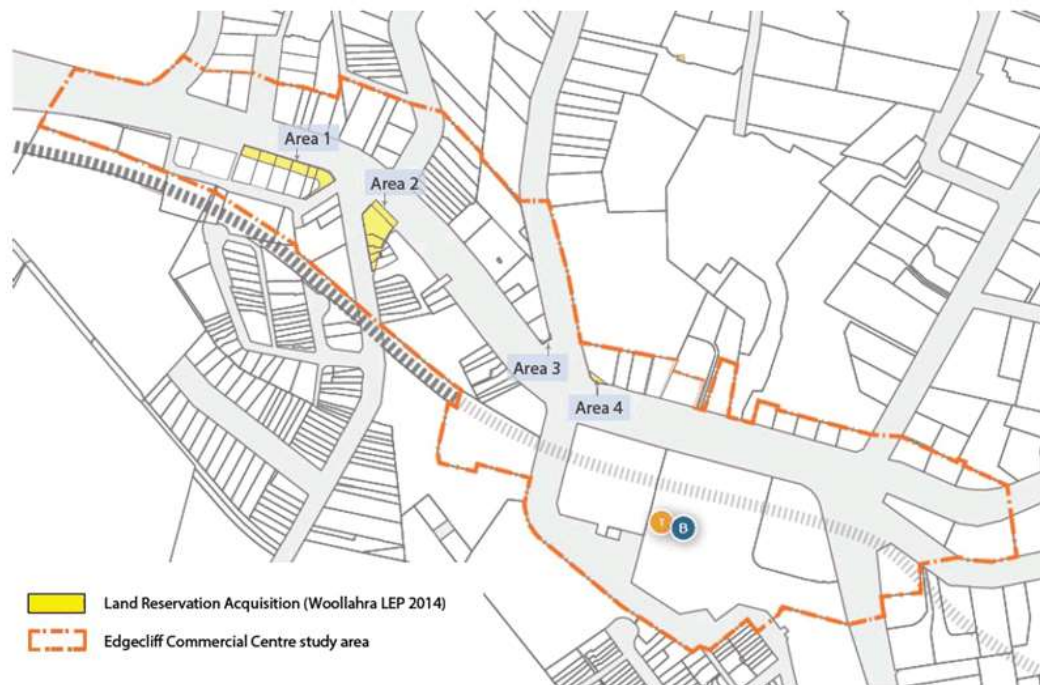 Area 1
Area 2
Area 3
Area 4
T
B
Land Reservation Acquisition (Woollahra LEP 2014)
Edgecliff Commercial Centre study area